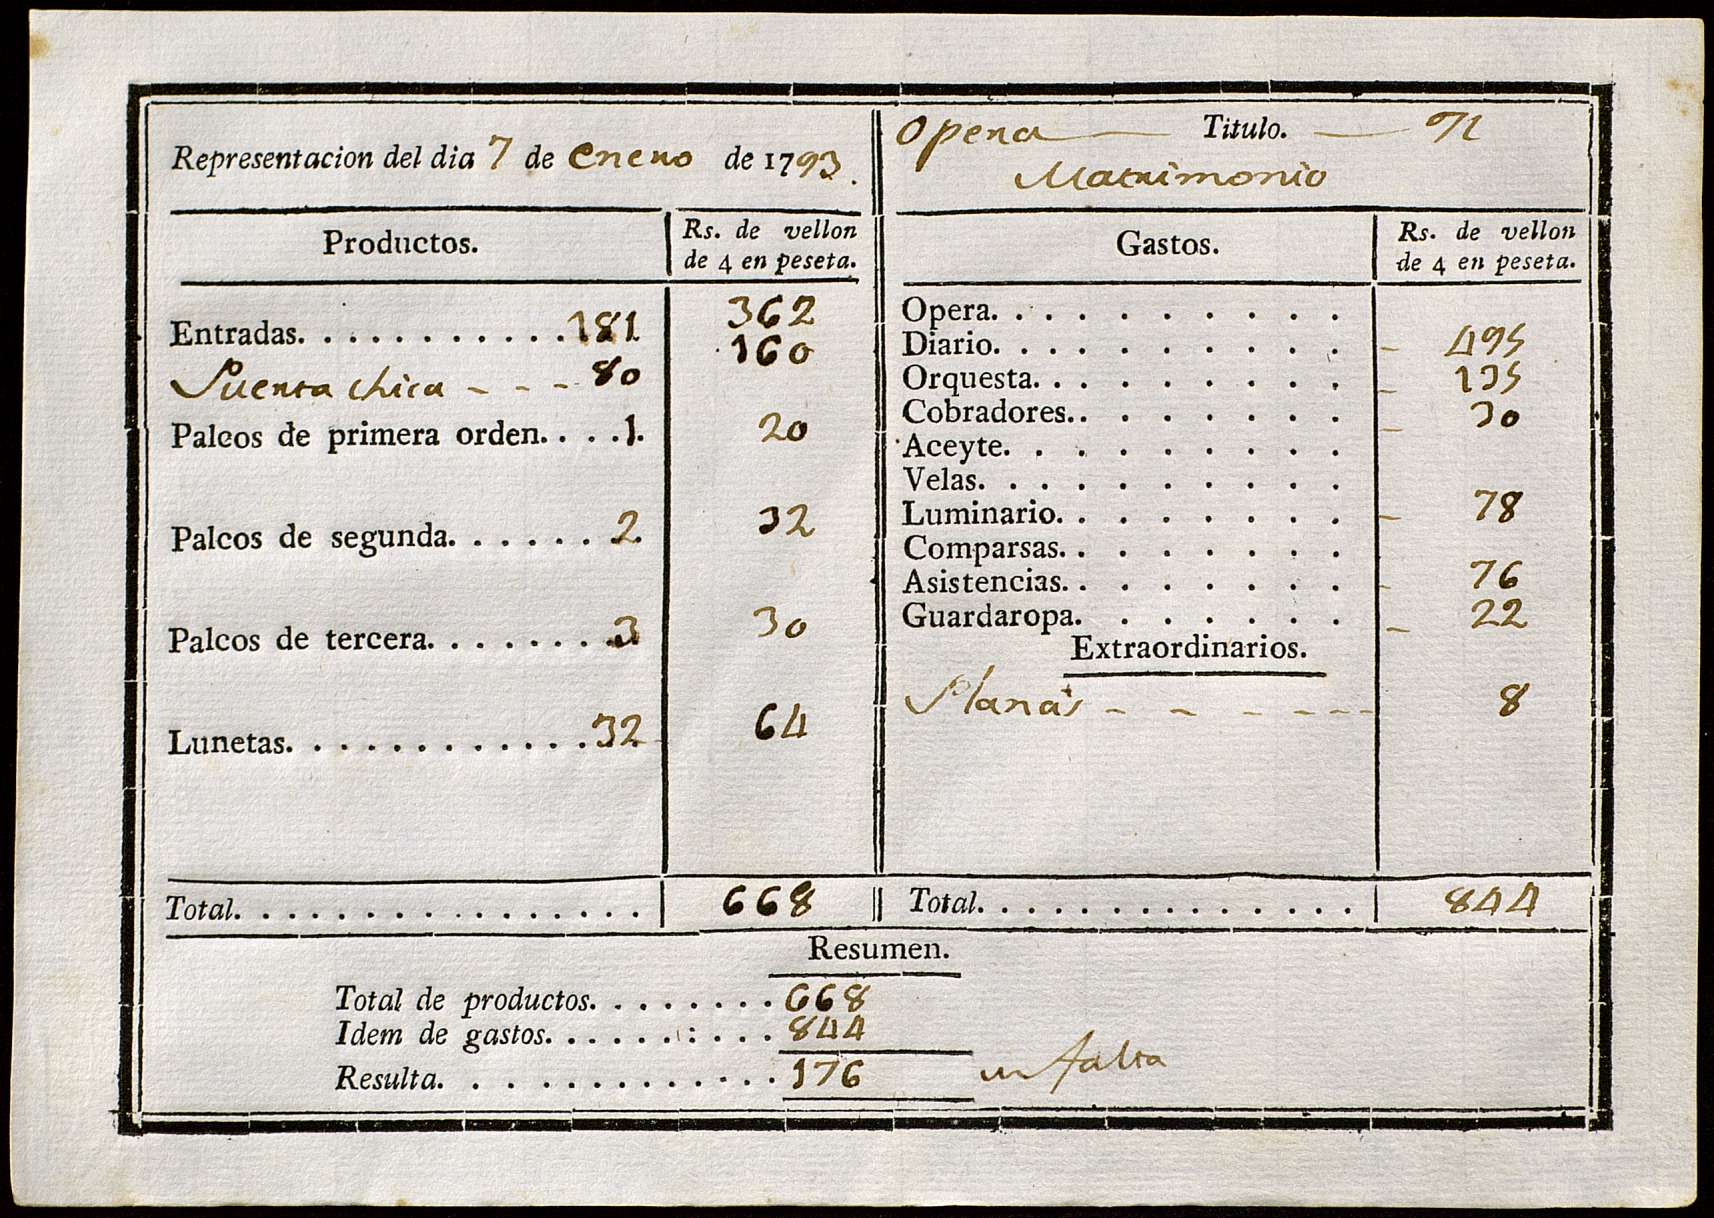 Representacion del dia 7 de enero de 1793.
Opera Titulo. Il
Matrimonio
Productos. Rs. de vellon
de 4 en peseta.
Entradas. . . . . . . . . . . 181 362
Puerta chica - - - 80 160
Palcos de primera orden. . . . 1. 20
Palcos de segunda. . . . . . 2. 32
Palcos de tercera. . . . . . . 3 30
Lunetas. . . . . . . . . . . . 32 64
Total. . . . . . . . . . . . . . . . 668
Gastos. Rs. de vellon
de 4 en peseta.
Opera. . . . . . . . . .
Diario. . . . . . . . . . 495
Orquesta. . . . . . . . . 135
Cobradores. . . . . . . . 30
Aceyte. . . . . . . . .
Velas. . . . . . . . . .
Luminario. . . . . . . . 78
Comparsas. . . . . . . .
Asistencias. . . . . . . . 76
Guardaropa. . . . . . . 22
Extraordinarios.
Planas - - - - - - 8
Total. . . . . . . . . . . . . . 844
Resumen.
Total de productos. . . . . . . . 668
Idem de gastos. . . . . . : . . . 844
Resulta. . . . . . . . . . . . . 176 falta